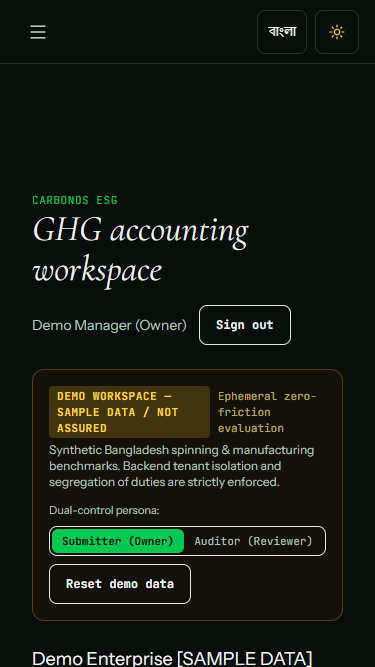 বাংলা
CARBONOS ESG
GHG accounting
workspace
Demo Manager (Owner)
Sign out
DEMO WORKSPACE —
SAMPLE DATA / NOT
ASSURED
Ephemeral zero-
friction
evaluation
Synthetic Bangladesh spinning & manufacturing
benchmarks. Backend tenant isolation and
segregation of duties are strictly enforced.
Dual-control persona:
Submitter (Owner)
Auditor (Reviewer)
Reset demo data
Demo Enterprise [SAMPLE DATA]